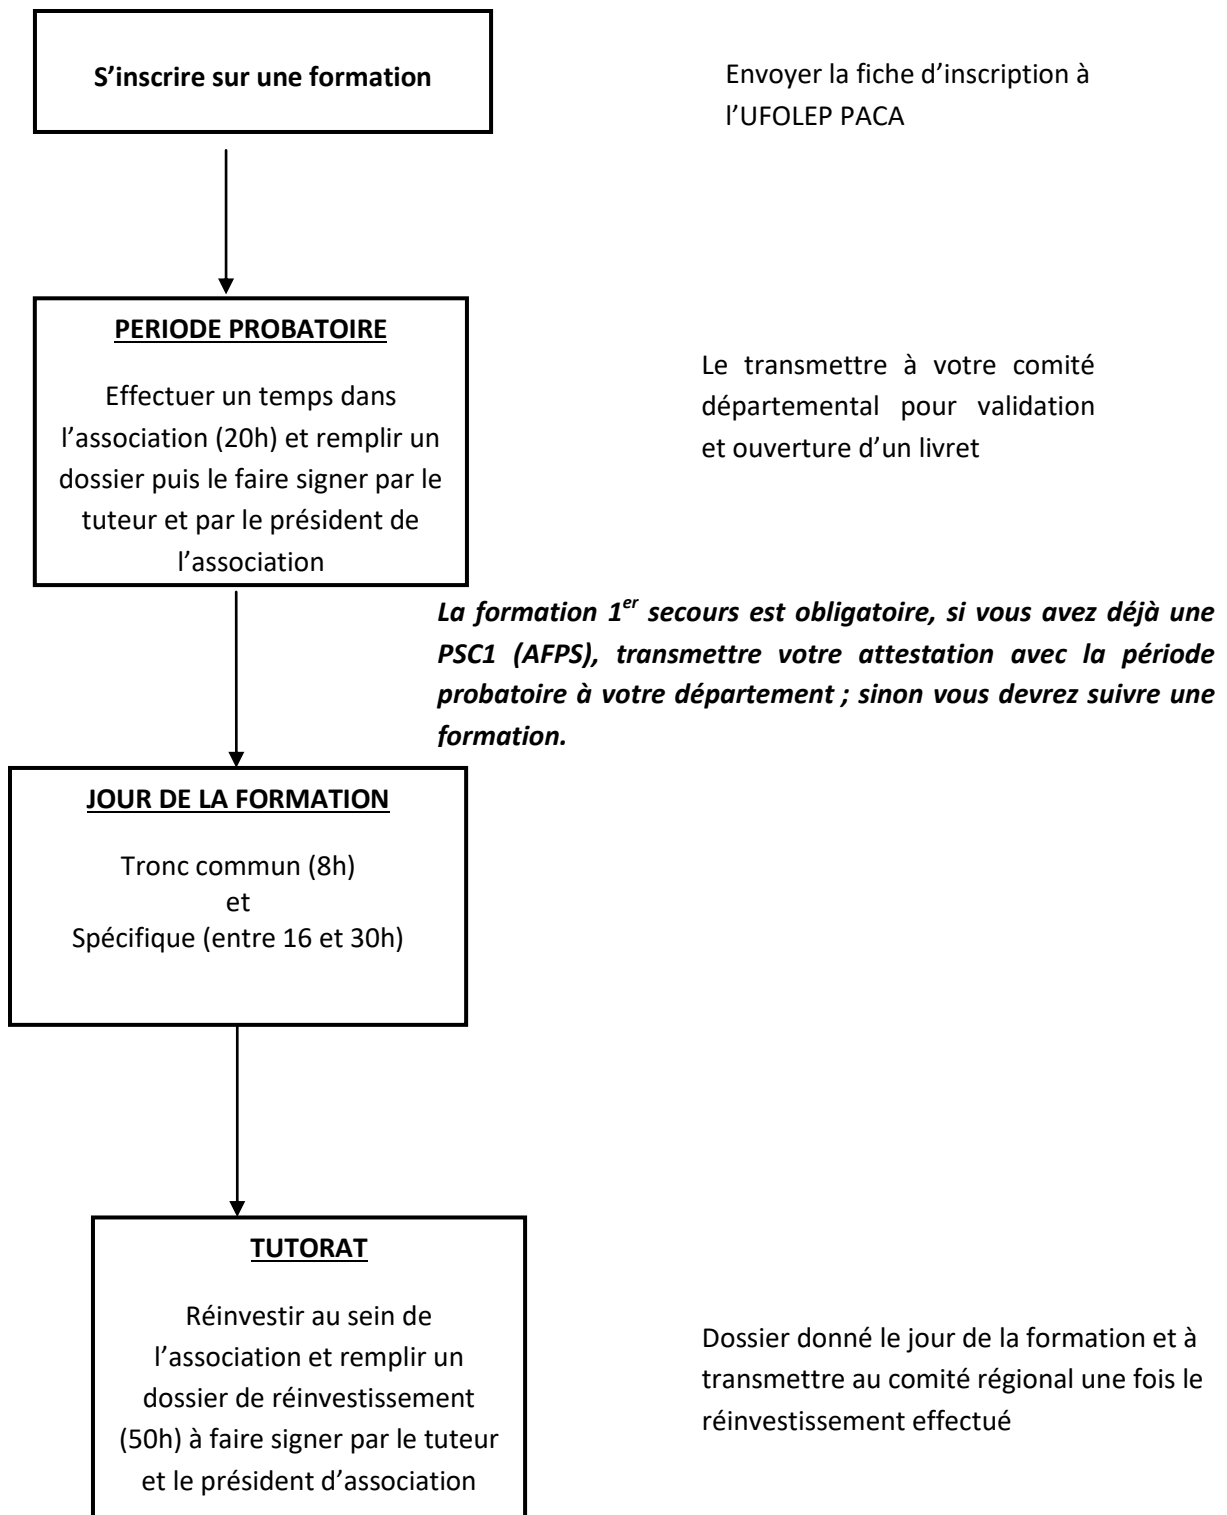 S’inscrire sur une formation
Envoyer la fiche d’inscription à
l’UFOLEP PACA
PERIODE PROBATOIRE
Effectuer un temps dans
l’association (20h) et remplir un
dossier puis le faire signer par le
tuteur et par le président de
l’association
Le transmettre à votre comité
départemental pour validation
et ouverture d’un livret
La formation 1er secours est obligatoire, si vous avez déjà une
PSC1 (AFPS), transmettre votre attestation avec la période
probatoire à votre département ; sinon vous devrez suivre une
formation.
JOUR DE LA FORMATION
Tronc commun (8h)
et
Spécifique (entre 16 et 30h)
TUTORAT
Réinvestir au sein de
l’association et remplir un
dossier de réinvestissement
(50h) à faire signer par le tuteur
et le président d’association
Dossier donné le jour de la formation et à
transmettre au comité régional une fois le
réinvestissement effectué